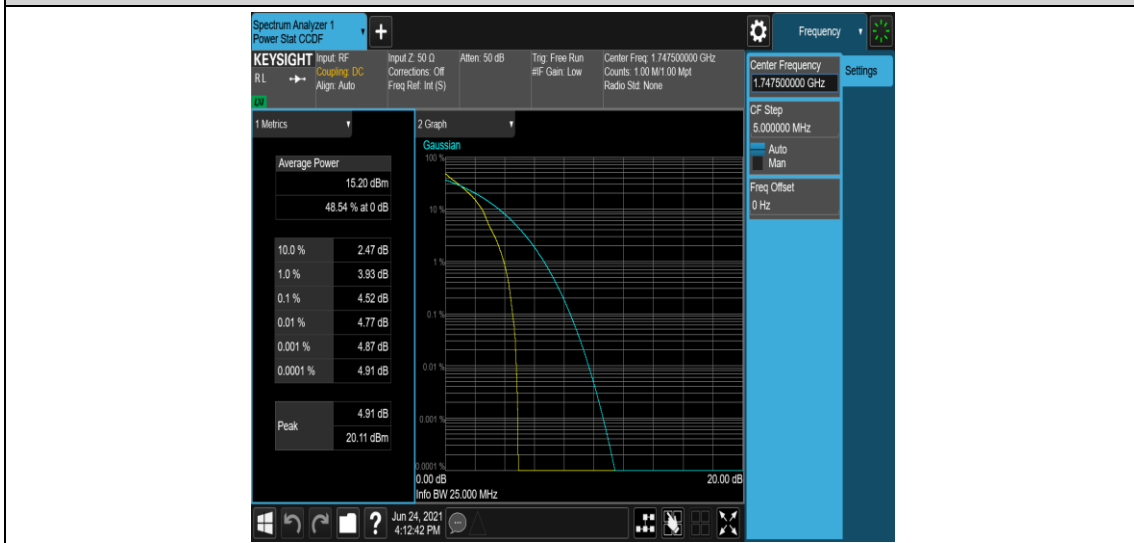 Spectrum Analyzer 1
Power Stat CCDF
+
Frequency
KEYSIGHT
Input: RF
Coupling: DC
Align: Auto
Input Z: 50 Ω
Corrections: Off
Freq Ref: Int (S)
Atten: 50 dB
Trig: Free Run
#IF Gain: Low
Center Freq: 1.747500000 GHz
Counts: 1.00 M/1.00 Mpt
Radio Std: None
RL
LXI
Center Frequency
1.747500000 GHz
Settings
CF Step
5.000000 MHz
Auto
Man
Freq Offset
0 Hz
1 Metrics
Average Power
15.20 dBm
48.54 % at 0 dB
10.0 % 2.47 dB
1.0 % 3.93 dB
0.1 % 4.52 dB
0.01 % 4.77 dB
0.001 % 4.87 dB
0.0001 % 4.91 dB
Peak
4.91 dB
20.11 dBm
2 Graph
Gaussian
100 %
10 %
1 %
0.1 %
0.01 %
0.001 %
0.0001 %
0.00 dB
20.00 dB
Info BW 25.000 MHz
?
Jun 24, 2021
4:12:42 PM